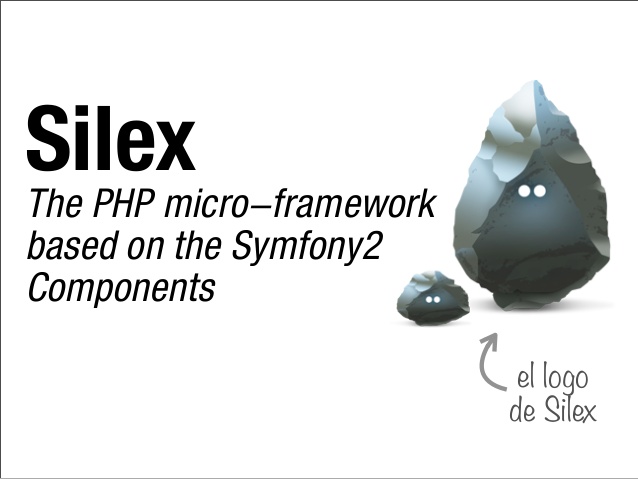 Silex
The PHP micro–framework
based on the Symfony2
Components
el logo
de Silex